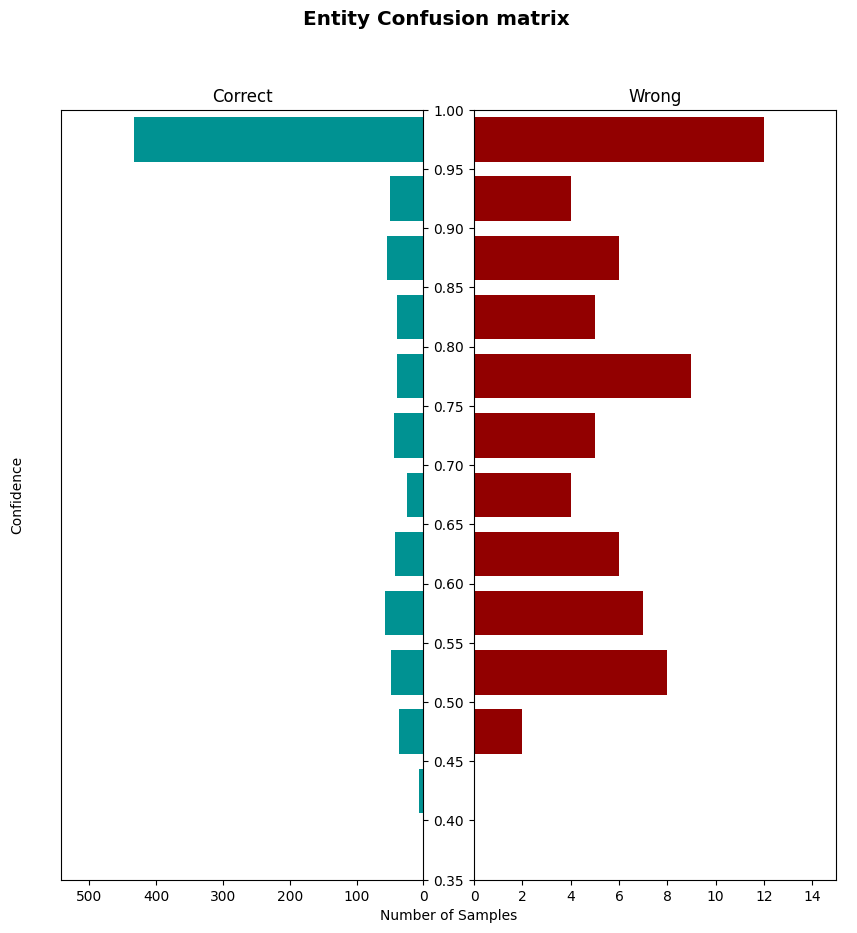 Entity Confusion matrix
Correct
Wrong
1.00
0.95
0.90
0.85
0.80
0.75
0.70
0.65
0.60
0.55
0.50
0.45
0.40
0.35
Confidence
500 400 300 200 100 0
0 2 4 6 8 10 12 14
Number of Samples